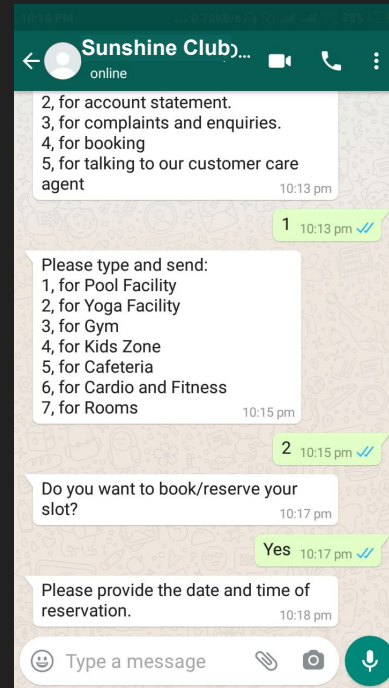 10:18 PM
Sunshine Club)...
online
2, for account statement.
3, for complaints and enquiries.
4, for booking
5, for talking to our customer care
agent
10:13 pm
1 10:13 pm
Please type and send:
1, for Pool Facility
2, for Yoga Facility
3, for Gym
4, for Kids Zone
5, for Cafeteria
6, for Cardio and Fitness
7, for Rooms
10:15 pm
2 10:15 pm
Do you want to book/reserve your
slot?
10:17 pm
Yes 10:17 pm
Please provide the date and time of
reservation.
10:18 pm
Type a message